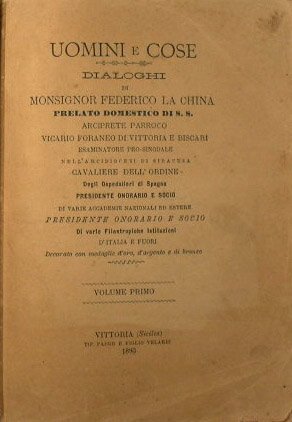 UOMINI E COSE
DIALOGHI
DI
MONSIGNOR FEDERICO LA CHINA
PRELATO DOMESTICO DI S. S.
ARCIPRETE PARROCO
VICARIO FORANEO DI VITTORIA E BISCARI
ESAMINATORE PRO-SINODALE
NELL'ARCIDIOCESI DI SIRACUSA
CAVALIERE DELL'ORDINE
Degli Ospedalieri di Spagna
PRESIDENTE ONORARIO E SOCIO
DI VARIE ACCADEMIE NAZIONALI ED ESTERE
PRESIDENTE ONORARIO E SOCIO
Di varie Filantropiche Istituzioni
D'ITALIA E FUORI
Decorato con medaglie d'oro, d'argento e di bronzo
VOLUME PRIMO
VITTORIA (Sicilia)
TIP. E FIGLIO VELARDI